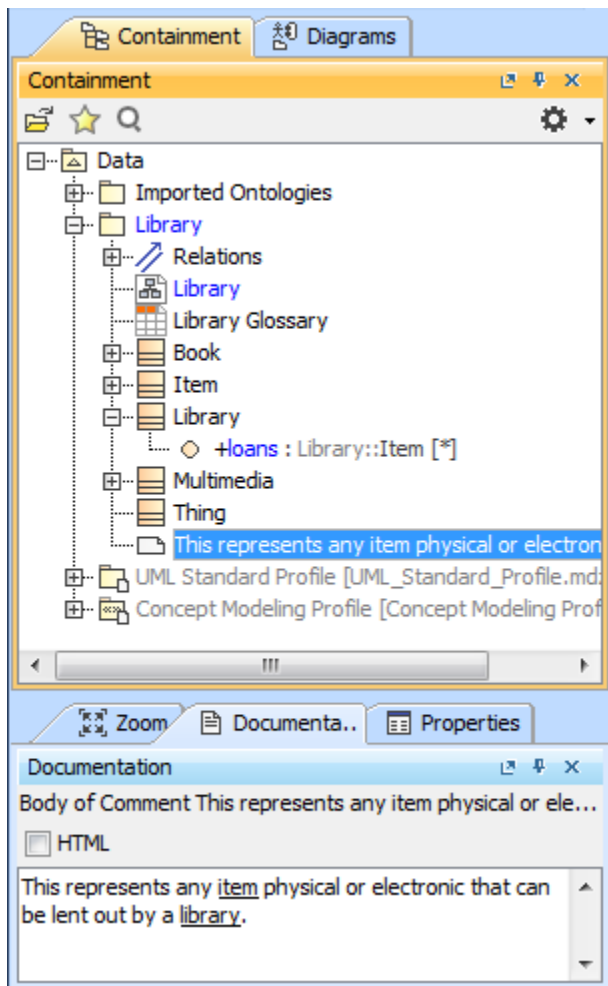 Containment Diagrams
Containment
Data
Imported Ontologies
Library
Relations
Library
Library Glossary
Book
Item
Library
+loans : Library::Item [*]
Multimedia
Thing
This represents any item physical or electron
UML Standard Profile [UML_Standard_Profile.mdz
Concept Modeling Profile [Concept Modeling Prof
Zoom Documenta.. Properties
Documentation
Body of Comment This represents any item physical or ele...
HTML
This represents any item physical or electronic that can
be lent out by a library.